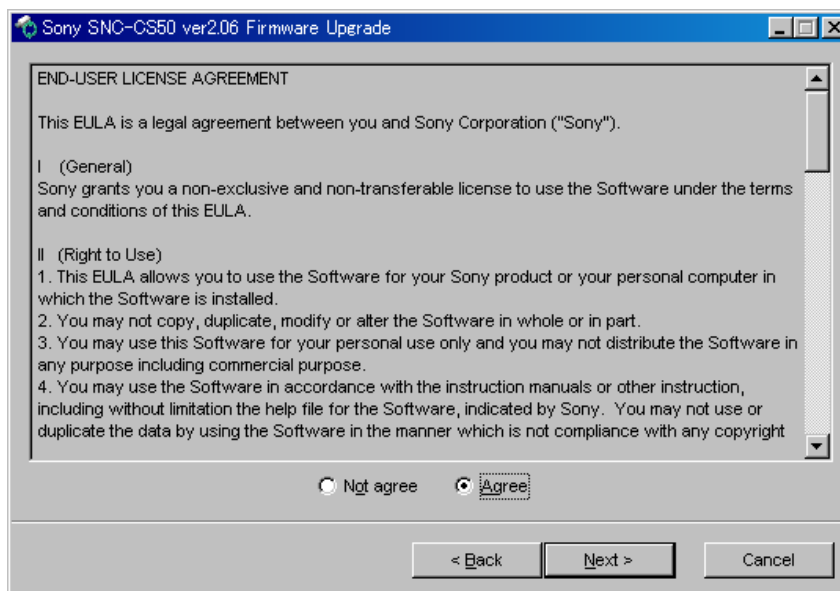 Sony SNC-CS50 ver2.06 Firmware Upgrade
END-USER LICENSE AGREEMENT
This EULA is a legal agreement between you and Sony Corporation ("Sony").
I (General)
Sony grants you a non-exclusive and non-transferable license to use the Software under the terms
and conditions of this EULA.
II (Right to Use)
1. This EULA allows you to use the Software for your Sony product or your personal computer in
which the Software is installed.
2. You may not copy, duplicate, modify or alter the Software in whole or in part.
3. You may use this Software for your personal use only and you may not distribute the Software in
any purpose including commercial purpose.
4. You may use the Software in accordance with the instruction manuals or other instruction,
including without limitation the help file for the Software, indicated by Sony. You may not use or
duplicate the data by using the Software in the manner which is not compliance with any copyright
Not agree Agree
< Back Next > Cancel